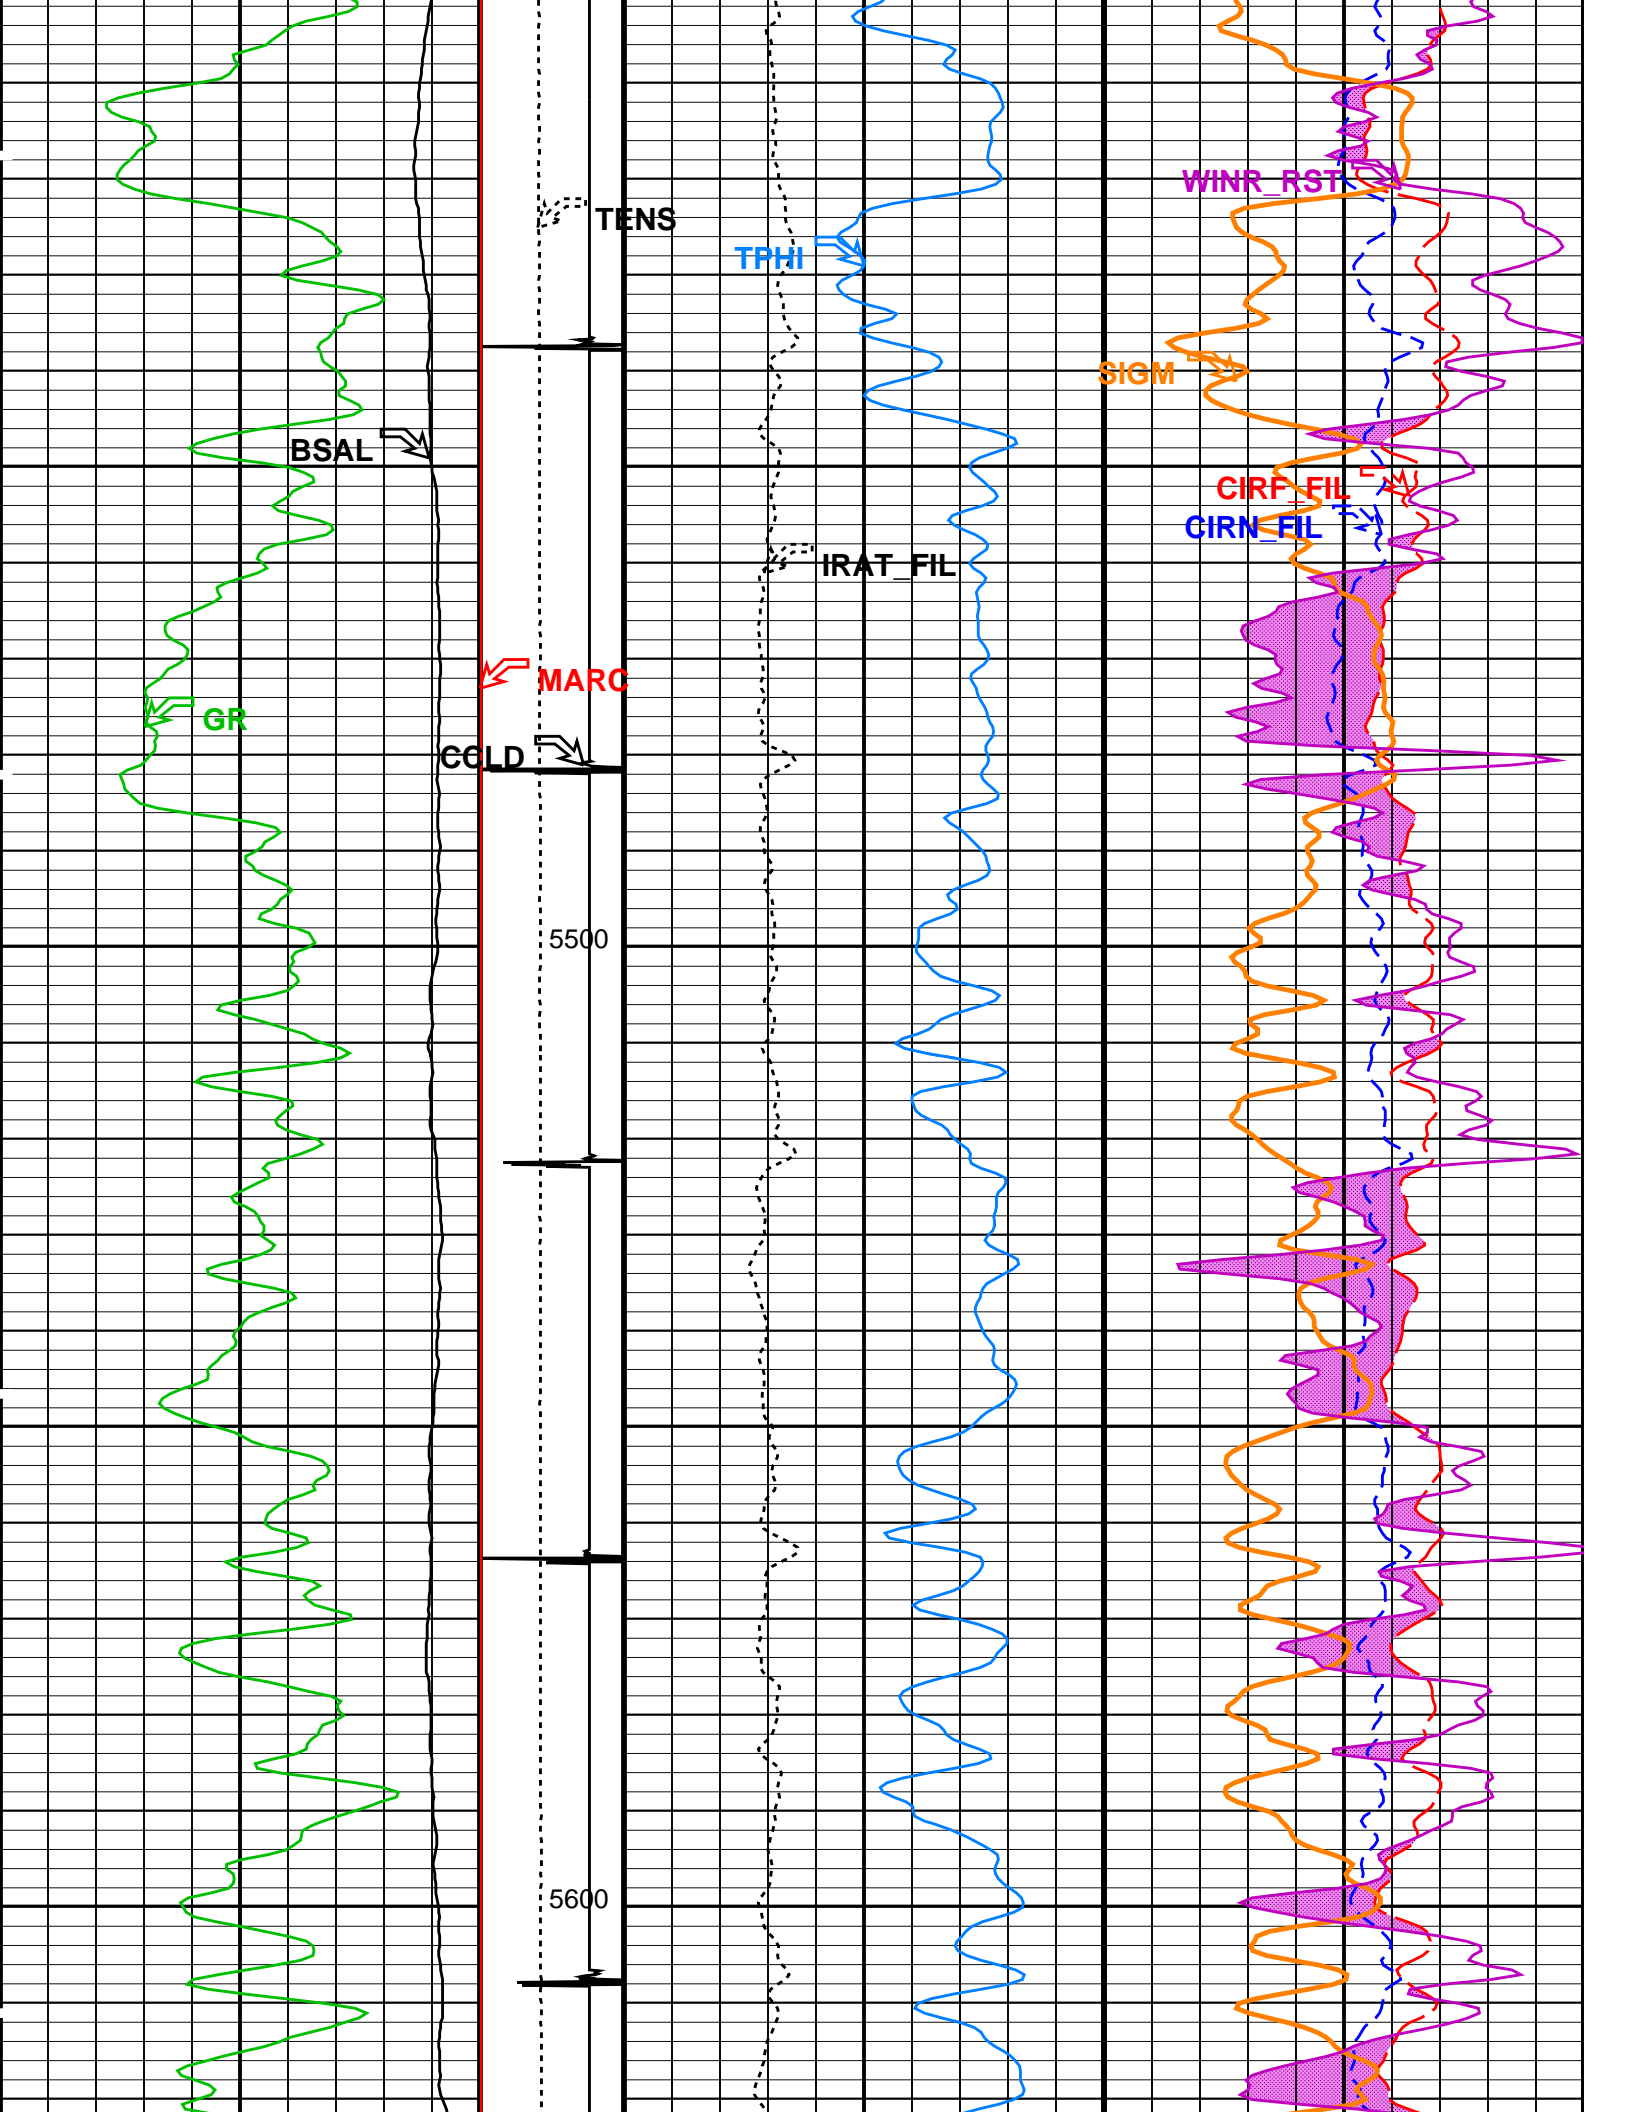 WINR_RST
TENS
TPHI
SIGM
BSAL
CIRF_FIL
CIRN_FIL
IRAT_FIL
MARC
GR
CCLD
5500
5600